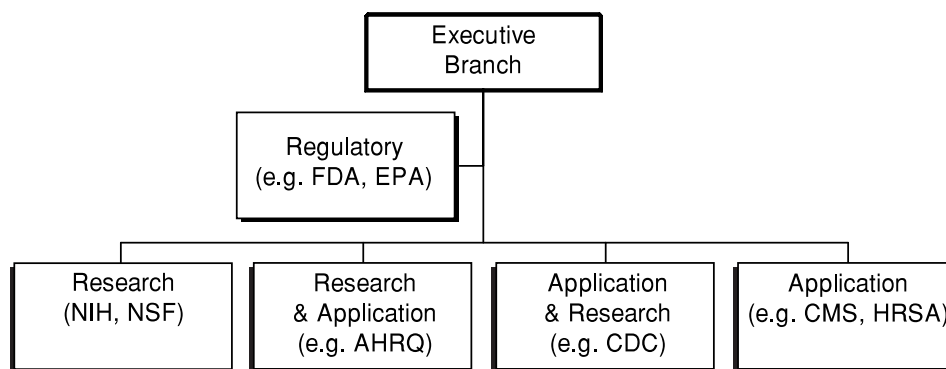 Executive
Branch
Regulatory
(e.g. FDA, EPA)
Research
(NIH, NSF)
Research
& Application
(e.g. AHRQ)
Application
& Research
(e.g. CDC)
Application
(e.g. CMS, HRSA)